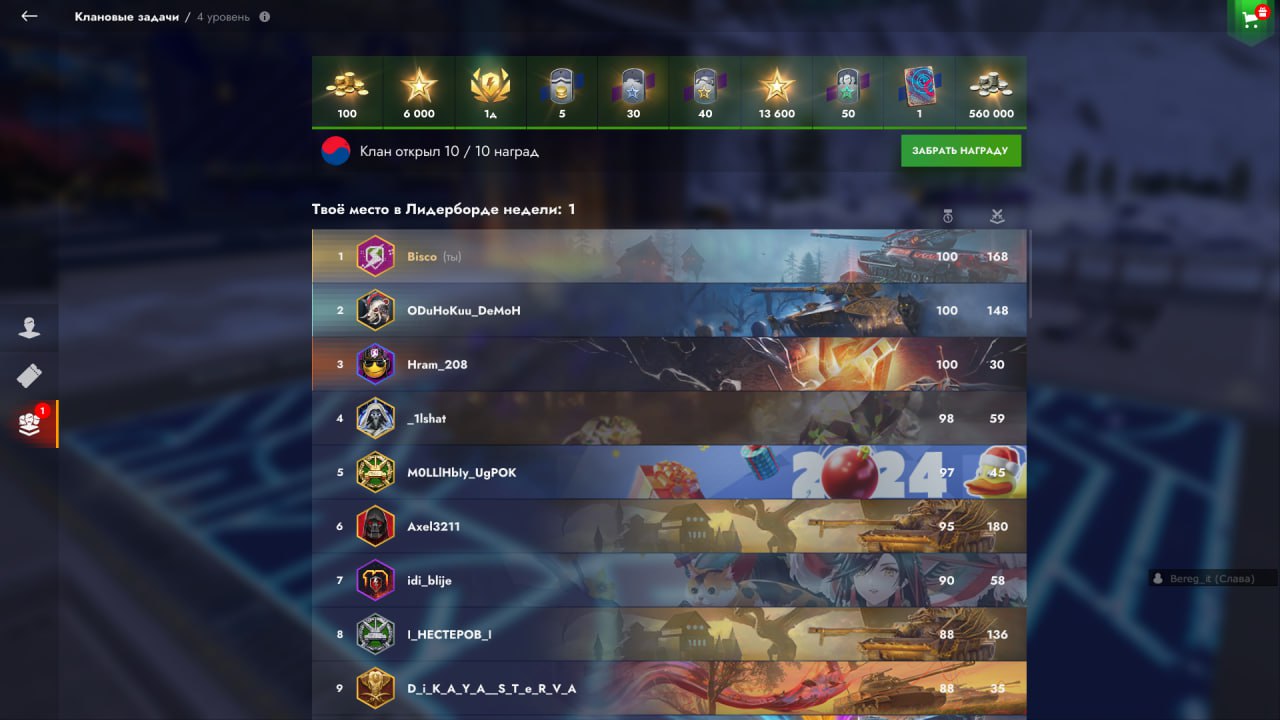 Клановые задачи / 4 уровень
100 6 000 1д 5 30 40 13 600 50 1 560 000
Клан открыл 10 / 10 наград
ЗАБРАТЬ НАГРАДУ
Твоё место в Лидерборде недели: 1
1 Bisco (ты) 100 168
2 ODuHoKuu_DeMoH 100 148
3 Hram_208 100 30
4 _1lshat 98 59
5 M0LLlHbIy_UgPOK 2024 97 45
6 Axel3211 95 180
1
7 idi_blije 90 58
Bereg_it (Слава)
8 I_HECTEPOB_I 88 136
9 D_i_K_A_Y_A__S_T_e_R_V_A 88 35